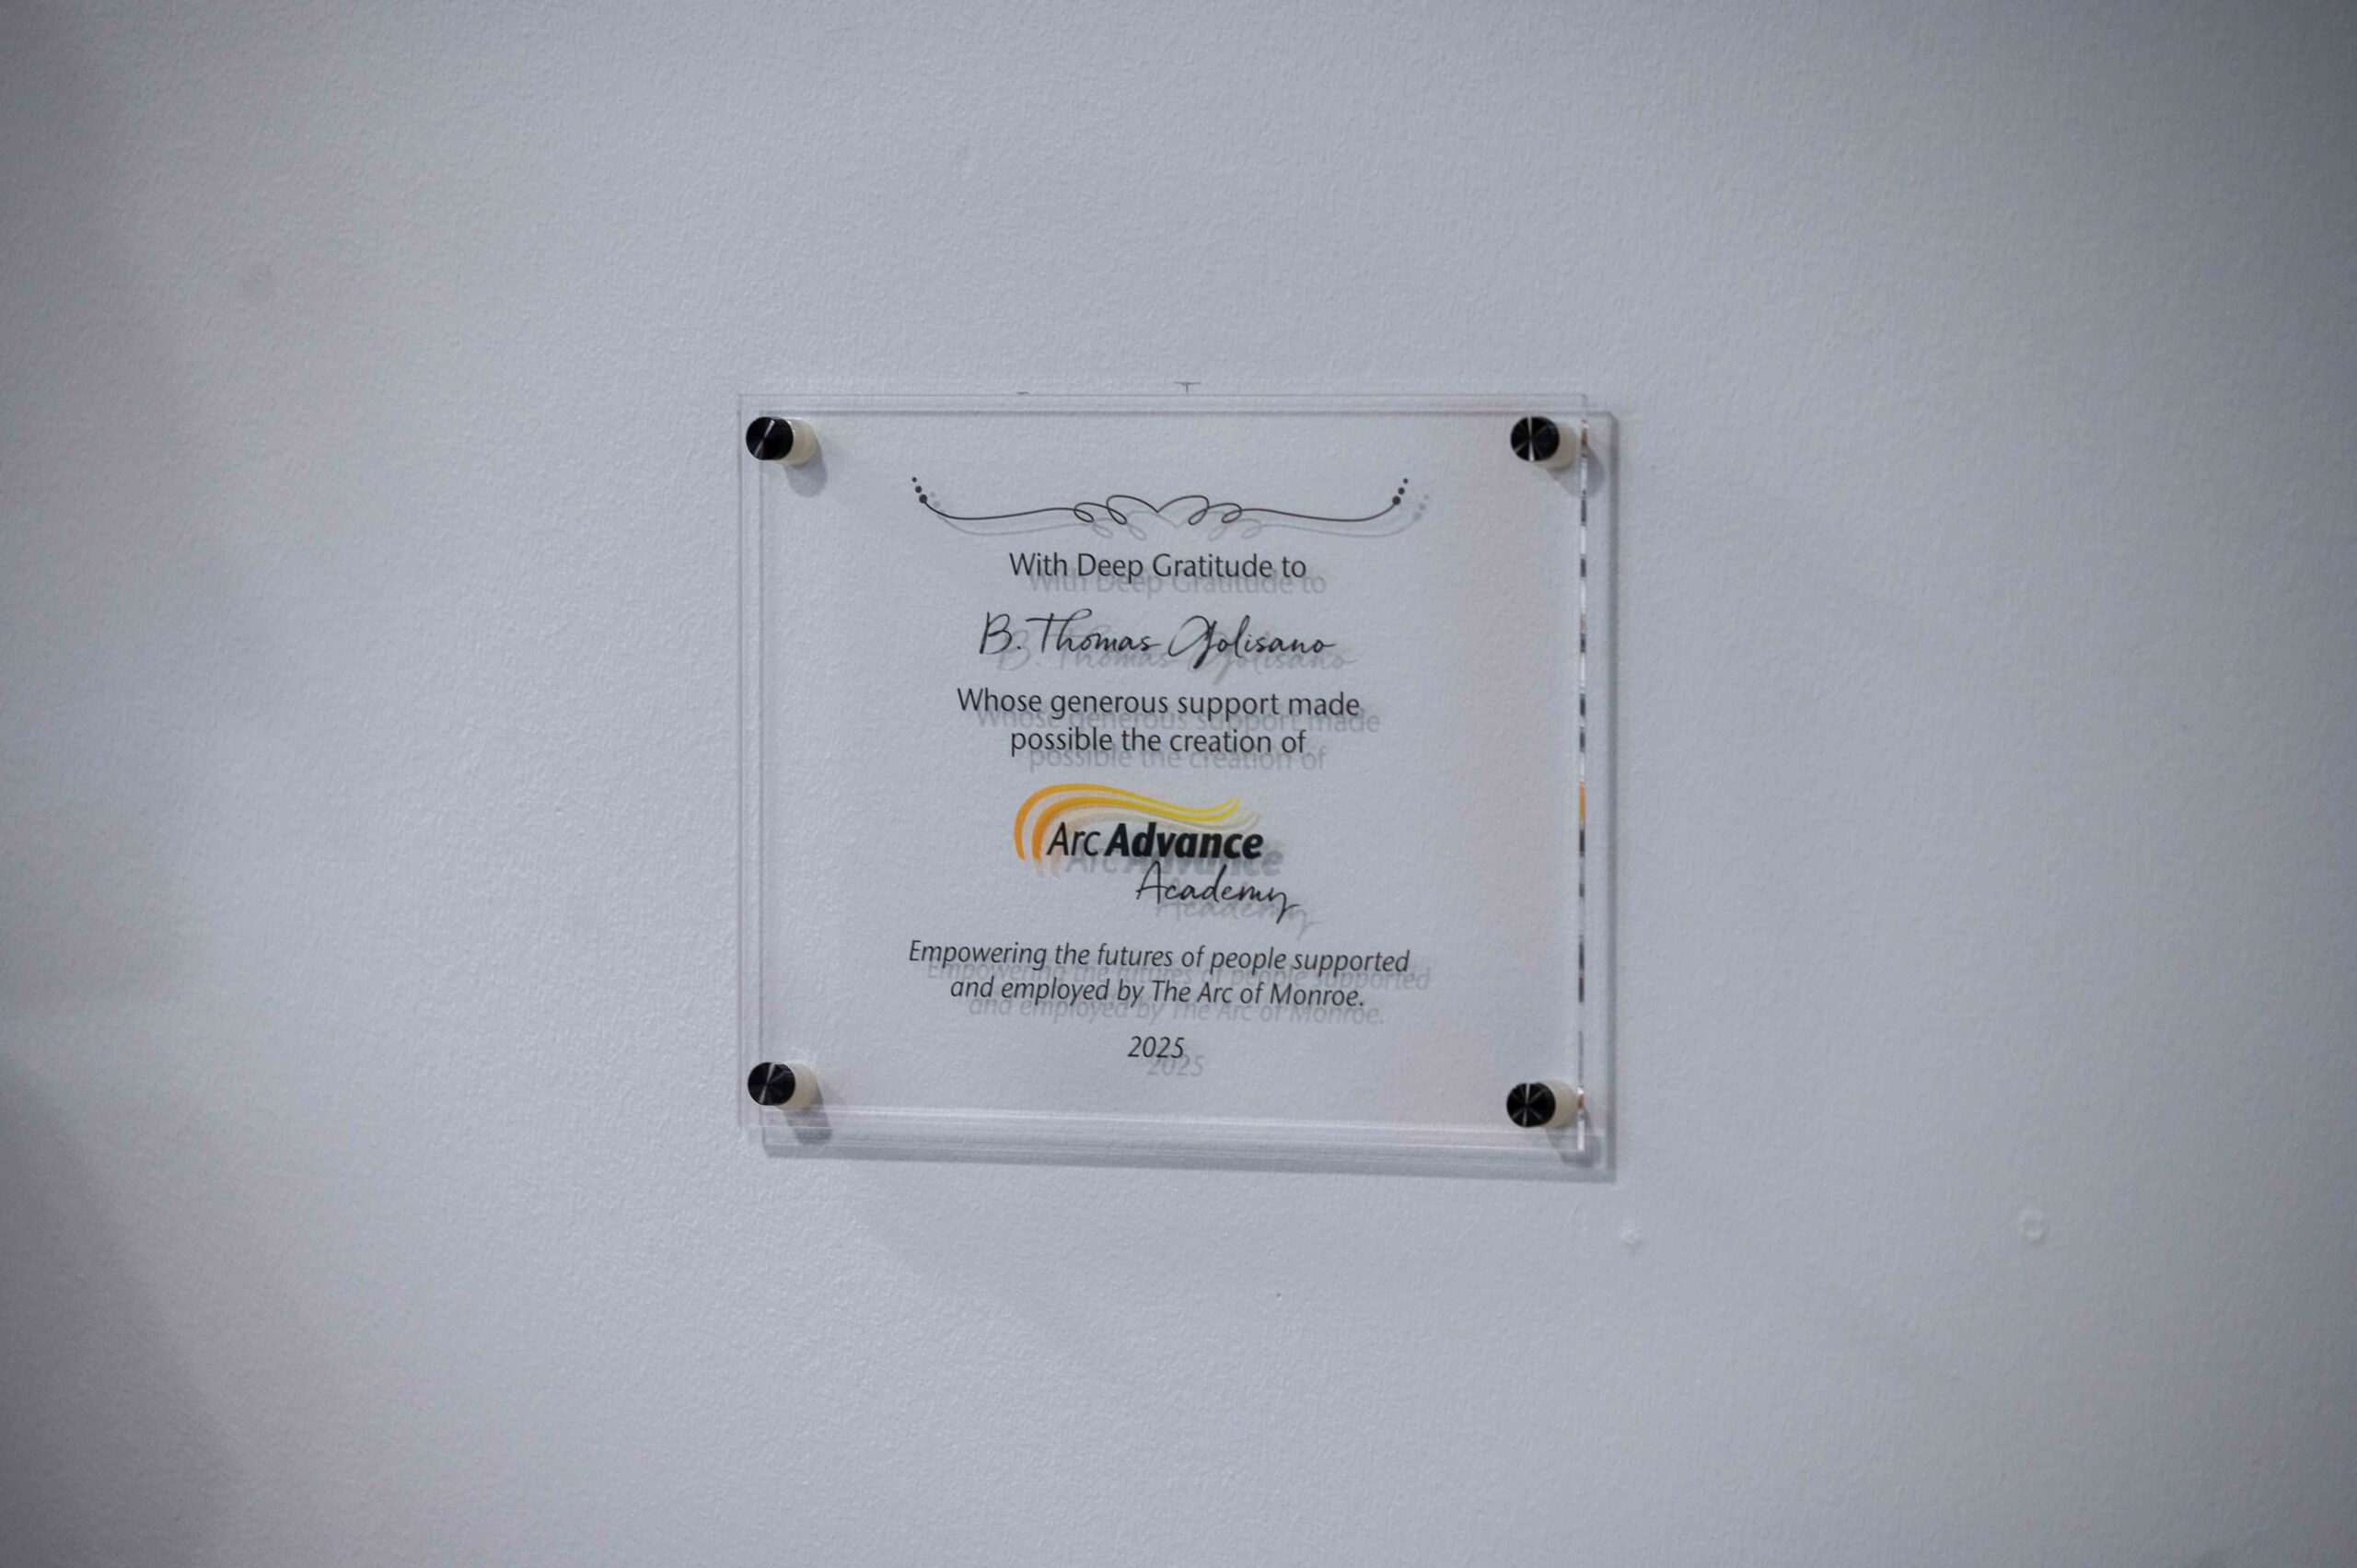 With Deep Gratitude to
B. Thomas Golisano
Whose generous support made
possible the creation of
Arc Advance
Academy
Empowering the futures of people supported
and employed by The Arc of Monroe.
2025